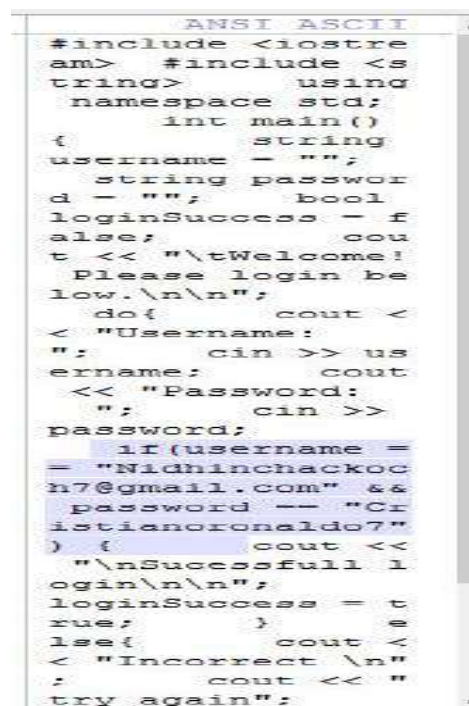 ANSI ASCII
#include <iostre
am> #include <s
tring> using
namespace std;
int main()
{ string
username = "";
string passwor
d = ""; bool
loginSuccess = f
alse; cou
t << "\tWelcome!
Please login be
low.\n\n";
do{ cout <
< "Username:
"; cin >> us
ername; cout
<< "Password:
"; cin >>
password;
if(username =
= "Nidhinchackoc
h7@gmail.com" &&
password == "Cr
istianoronaldo7"
) { cout <<
"\nSucessfull l
ogin\n\n";
loginSuccess = t
rue; } e
lse{ cout <
< "Incorrect \n"
; cout << "
try again";